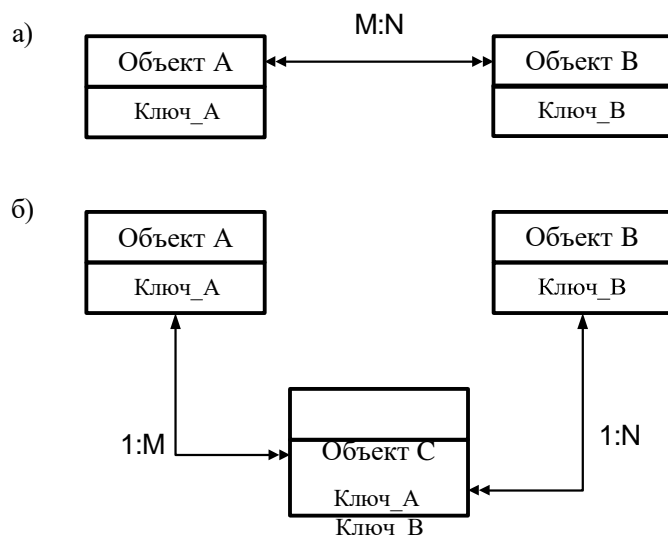 а)
M:N
Объект А
Объект В
Ключ_А
Ключ_В
б)
Объект А
Объект В
Ключ_А
Ключ_В
1:M
Объект С
1:N
Ключ_А
Ключ_В